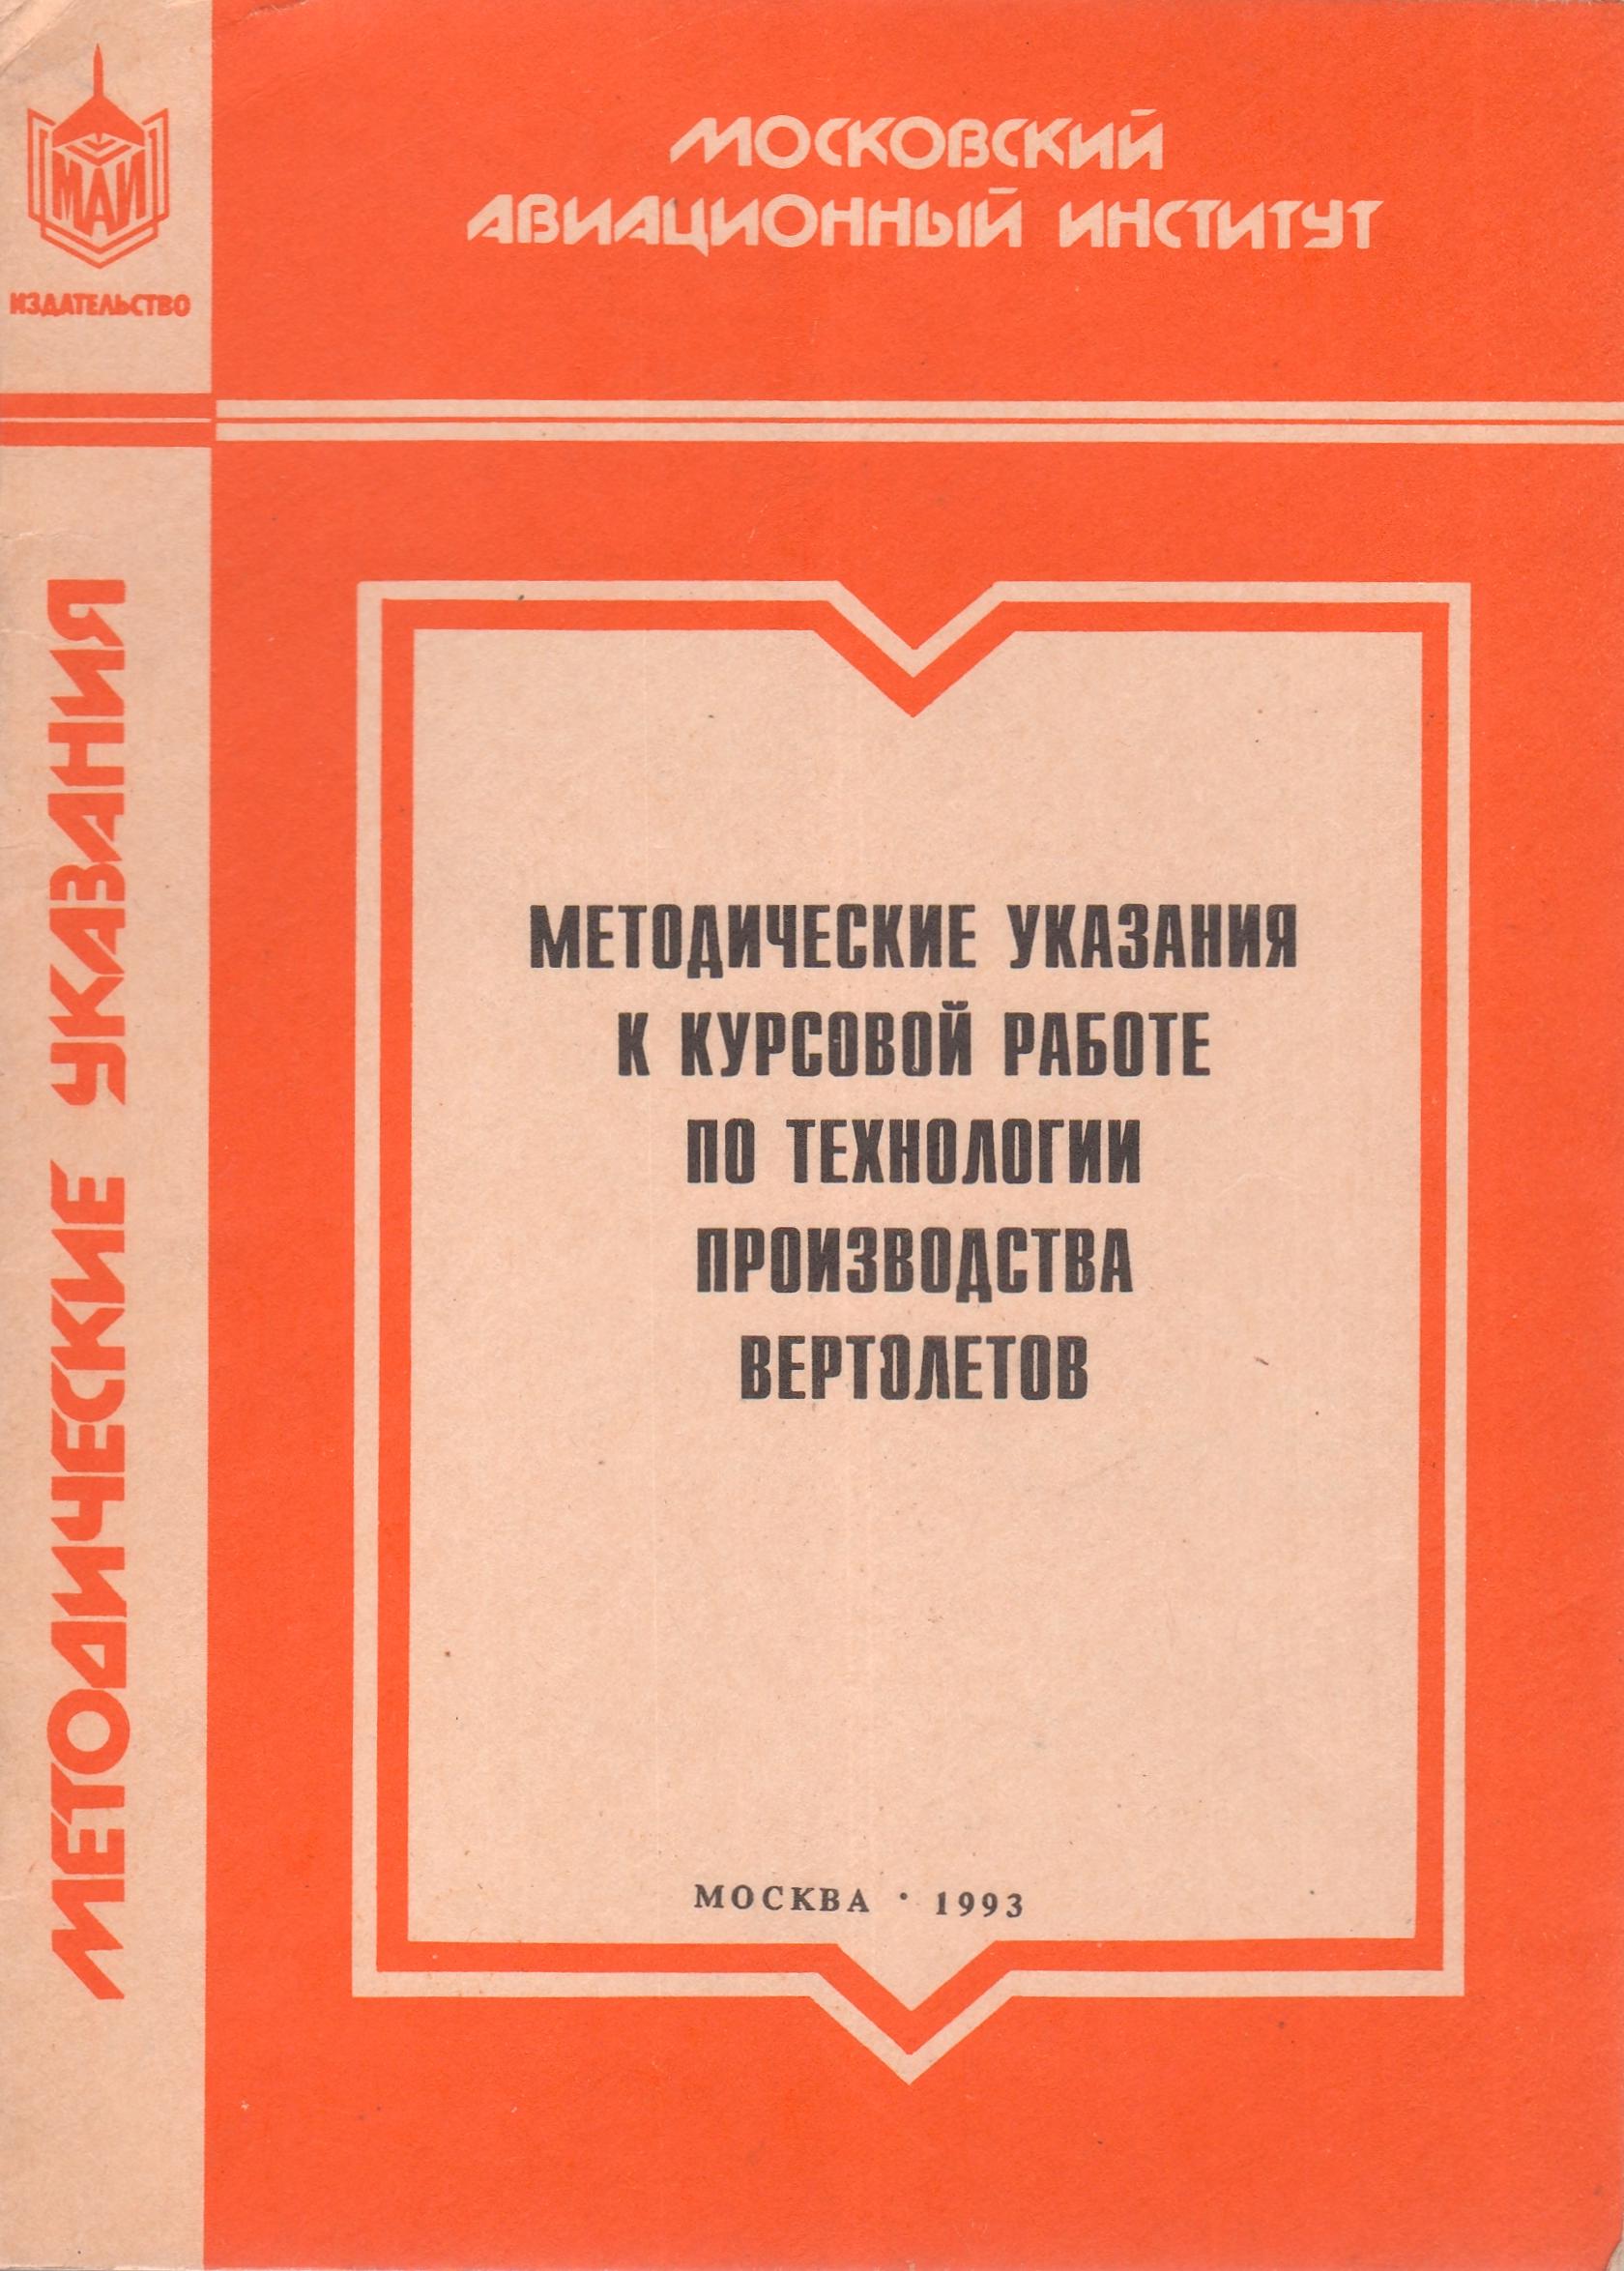 МАИ
ИЗДАТЕЛЬСТВО
МОСКОВСКИЙ
АВИАЦИОННЫЙ ИНСТИТУТ
МЕТОДИЧЕСКИЕ УКАЗАНИЯ
МЕТОДИЧЕСКИЕ УКАЗАНИЯ
К КУРСОВОЙ РАБОТЕ
ПО ТЕХНОЛОГИИ
ПРОИЗВОДСТВА
ВЕРТОЛЕТОВ
МОСКВА · 1993